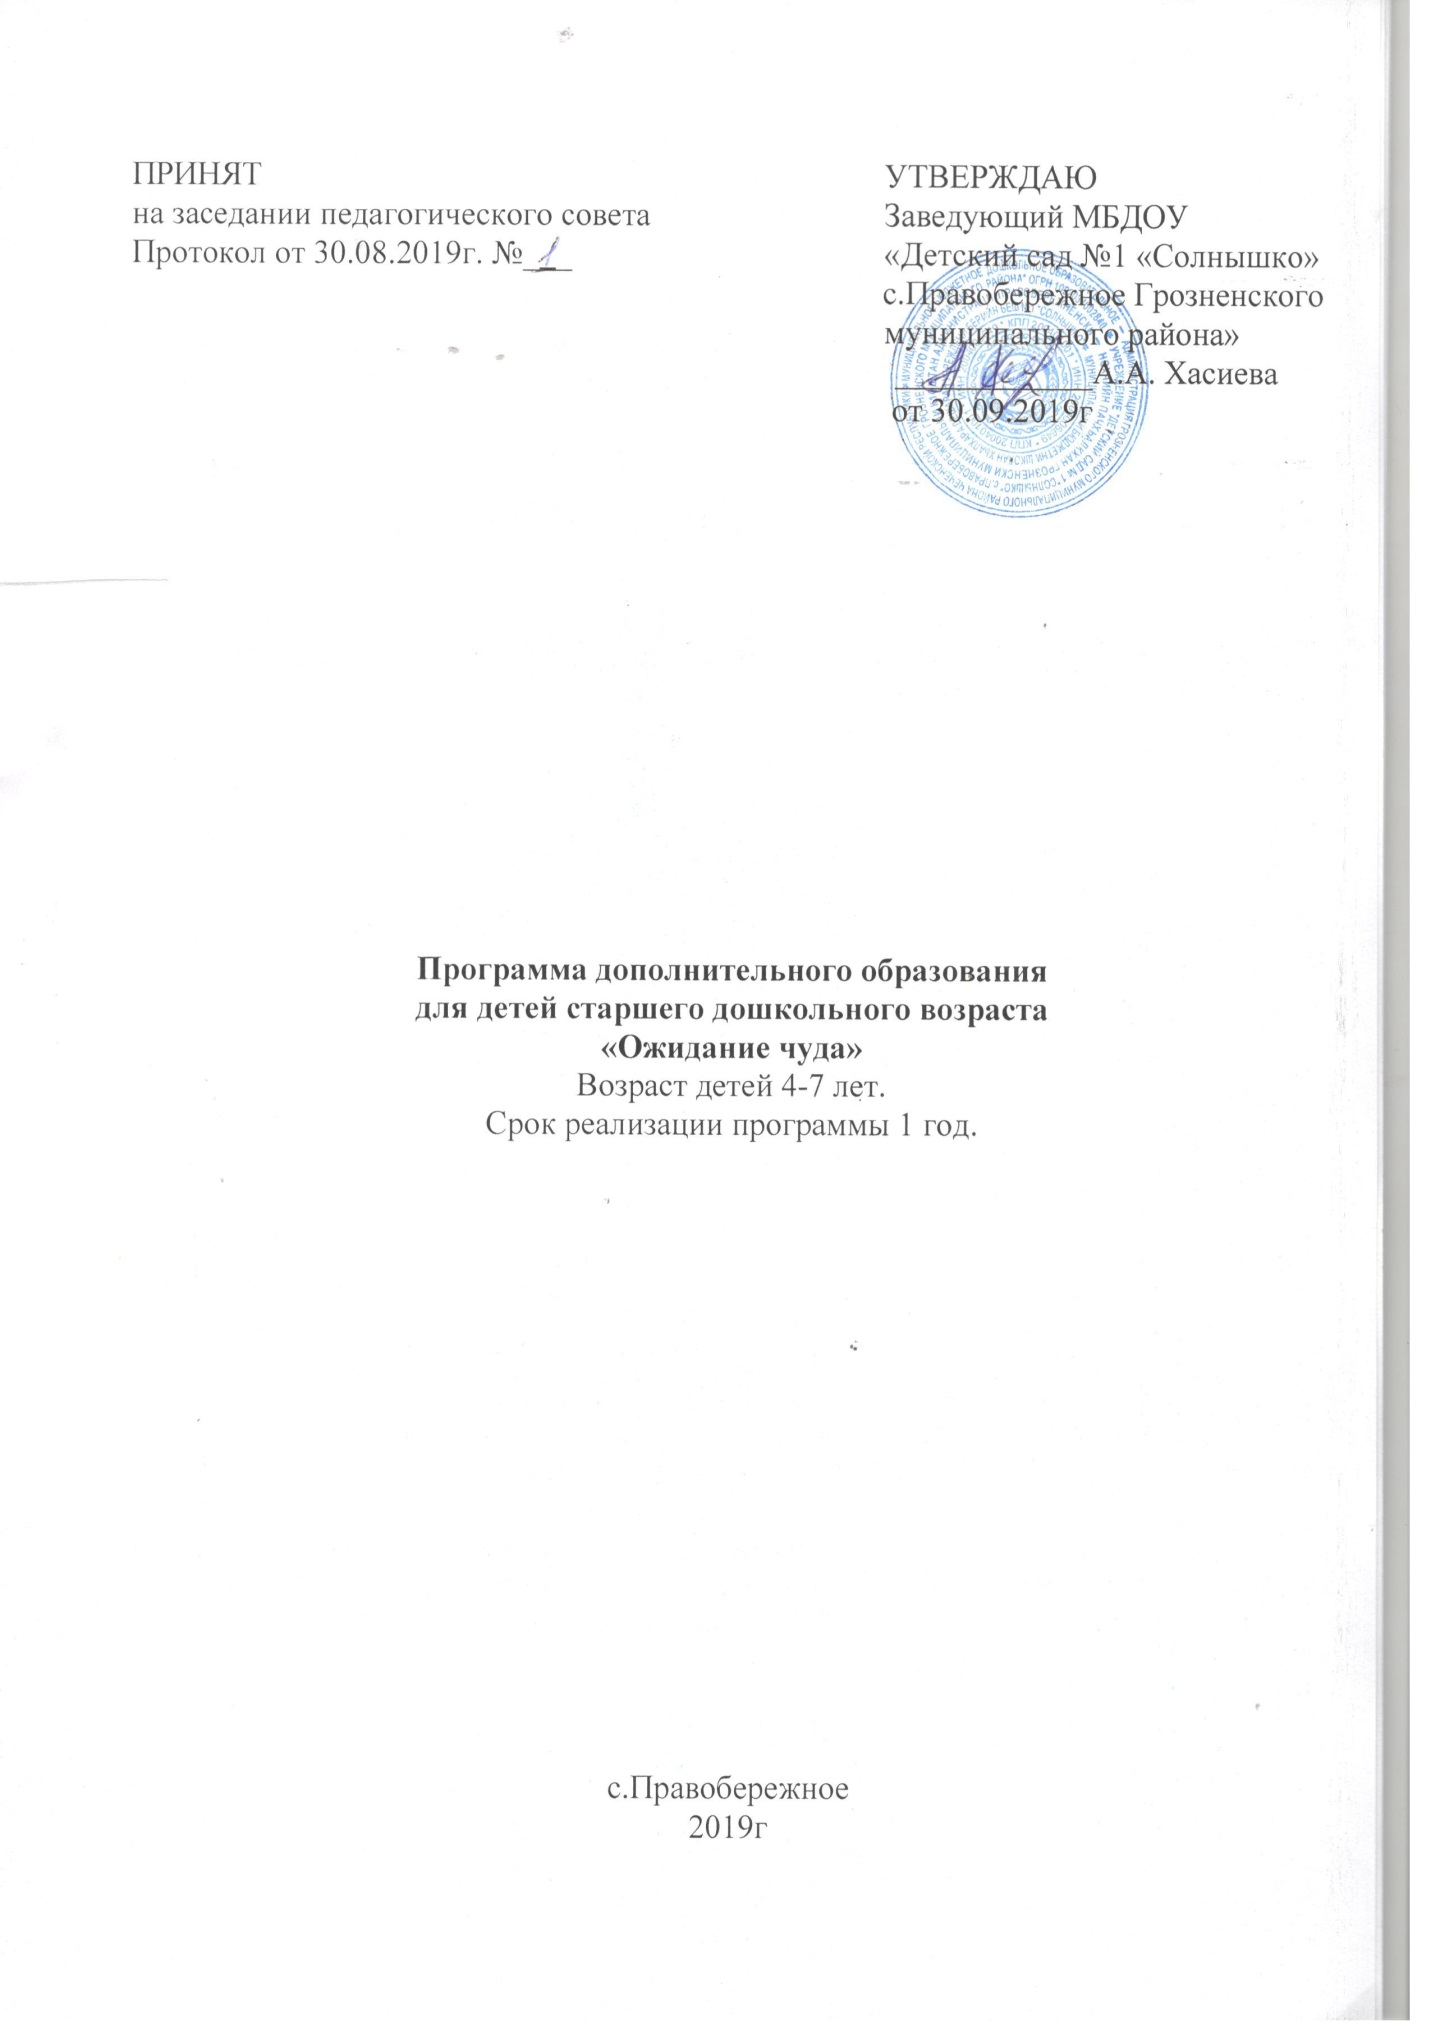 ПРИНЯТ
на заседании педагогического совета
Протокол от 30.08.2019г. №_1_
УТВЕРЖДАЮ
Заведующий МБДОУ
«Детский сад №1 «Солнышко»
с.Правобережное Грозненского
муниципального района»
____________А.А. Хасиева
от 30.09.2019г
Программа дополнительного образования
для детей старшего дошкольного возраста
«Ожидание чуда»
Возраст детей 4-7 лет.
Срок реализации программы 1 год.
с.Правобережное
2019г